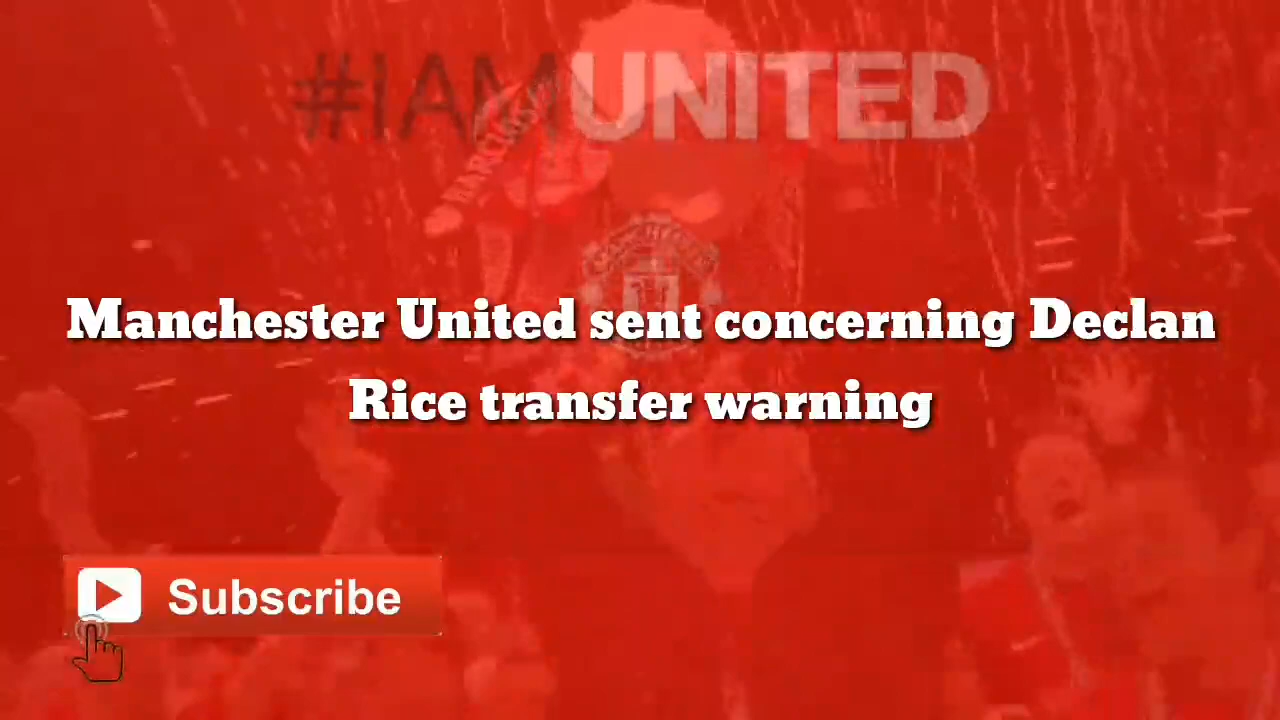 #IAMUNITED
Manchester United sent concerning Declan
Rice transfer warning
Subscribe